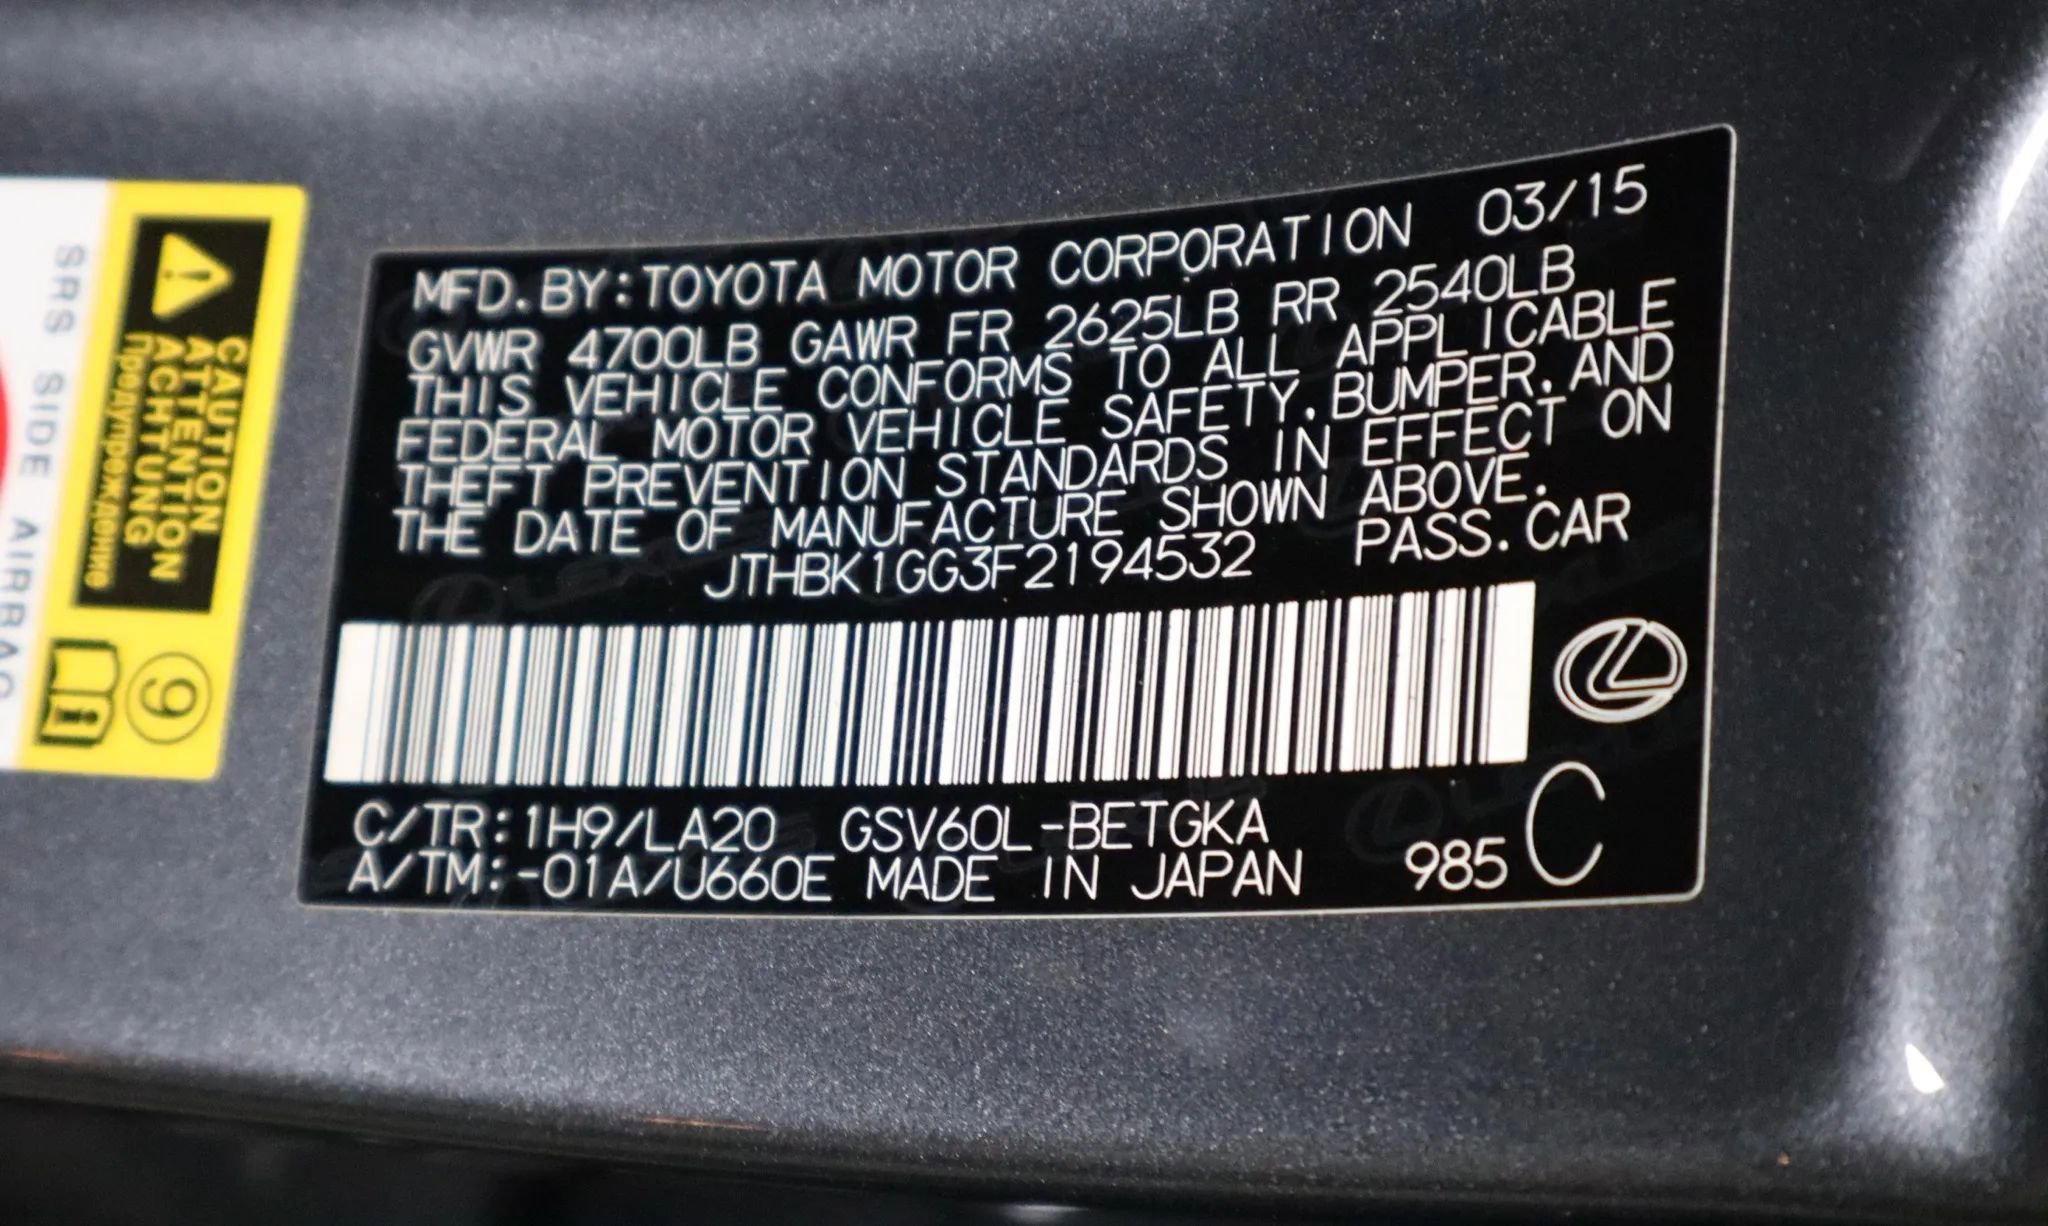 MFD.BY:TOYOTA MOTOR CORPORATION 03/15
GVWR 4700LB GAWR FR 2625LB RR 2540LB
THIS VEHICLE CONFORMS TO ALL APPLICABLE
FEDERAL MOTOR VEHICLE SAFETY, BUMPER, AND
THEFT PREVENTION STANDARDS IN EFFECT ON
THE DATE OF MANUFACTURE SHOWN ABOVE.
JTHBK1GG3F2194532 PASS.CAR
C/TR:1H9/LA20 GSV60L-BETGKA
A/TM:-01A/U660E MADE IN JAPAN 985 C
CAUTION
ATTENTION
ACHTUNG
Предупреждение
9
SRS SIDE AIRBAG